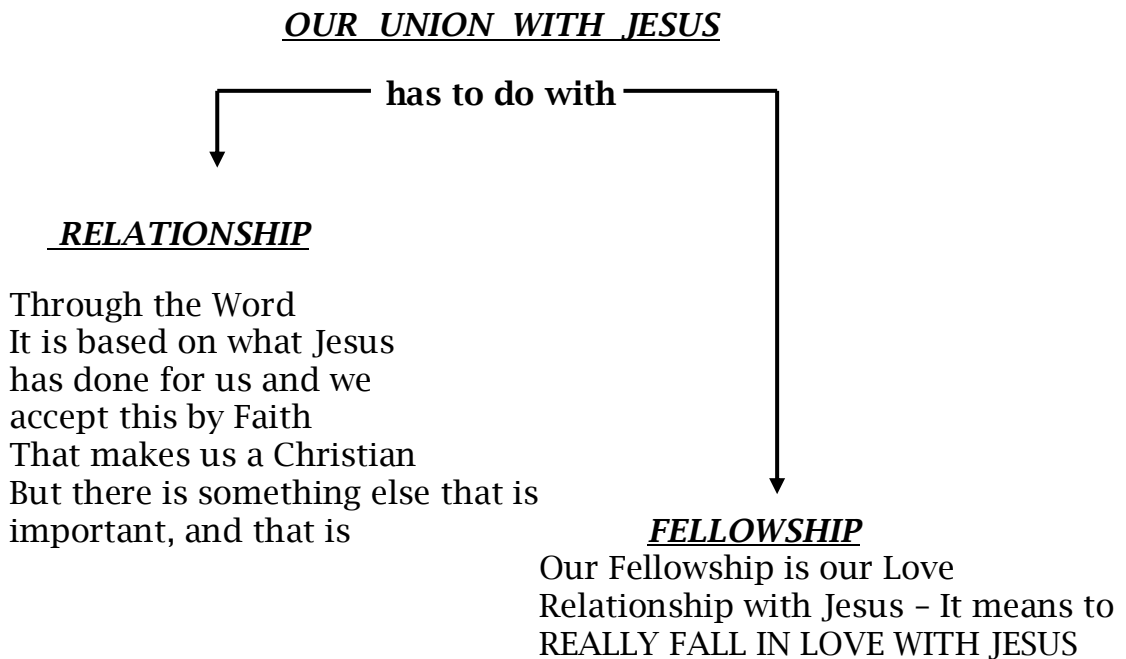 OUR UNION WITH JESUS
has to do with
RELATIONSHIP
Through the Word
It is based on what Jesus
has done for us and we
accept this by Faith
That makes us a Christian
But there is something else that is
important, and that is
FELLOWSHIP
Our Fellowship is our Love
Relationship with Jesus – It means to
REALLY FALL IN LOVE WITH JESUS